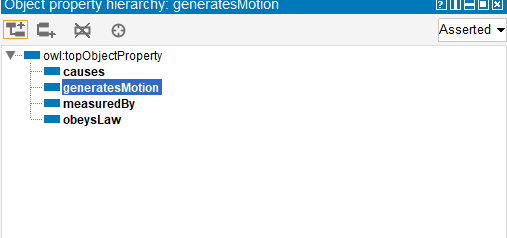 Object property hierarchy: generatesMotion
Asserted
owl:topObjectProperty
causes
generatesMotion
measuredBy
obeysLaw